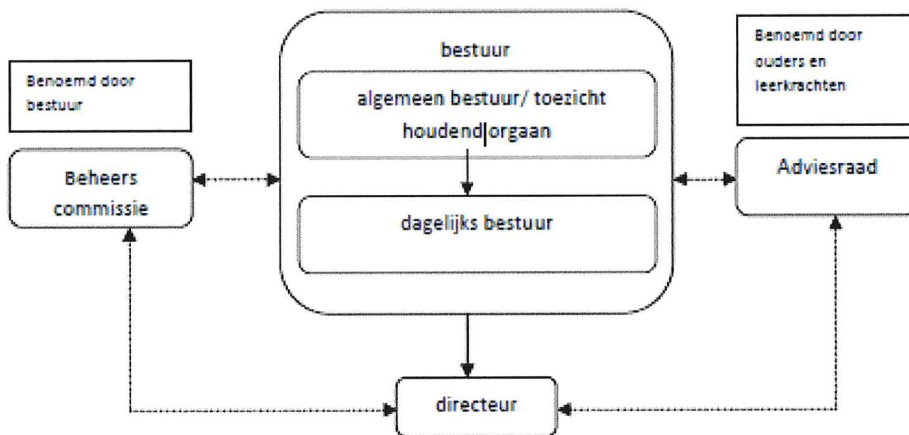 Benoemd door
bestuur
Beheers
commissie
bestuur
algemeen bestuur/ toezicht
houdend orgaan
dagelijks bestuur
directeur
Benoemd door
ouders en
leerkrachten
Adviesraad